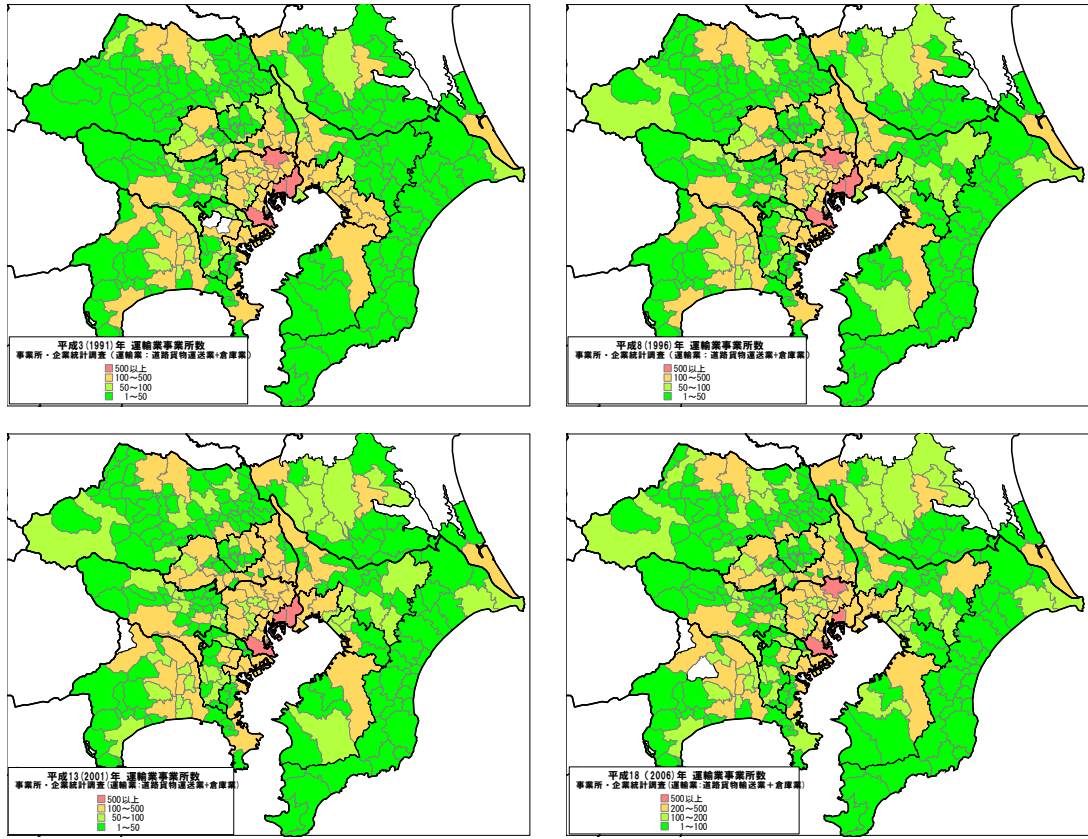 平成3(1991)年 運輸業事業所数
事業所・企業統計調査(運輸業:道路貨物運送業+倉庫業)
500以上
100~500
50~100
1~50
平成8(1996)年 運輸業事業所数
事業所・企業統計調査(運輸業:道路貨物運送業+倉庫業)
500以上
100~500
50~100
1~50
平成13(2001)年 運輸業事業所数
事業所・企業統計調査(運輸業:道路貨物運送業+倉庫業)
500以上
100~500
50~100
1~50
平成18(2006)年 運輸業事業所数
事業所・企業統計調査(運輸業:道路貨物輸送業+倉庫業)
500以上
200~500
100~200
1~100